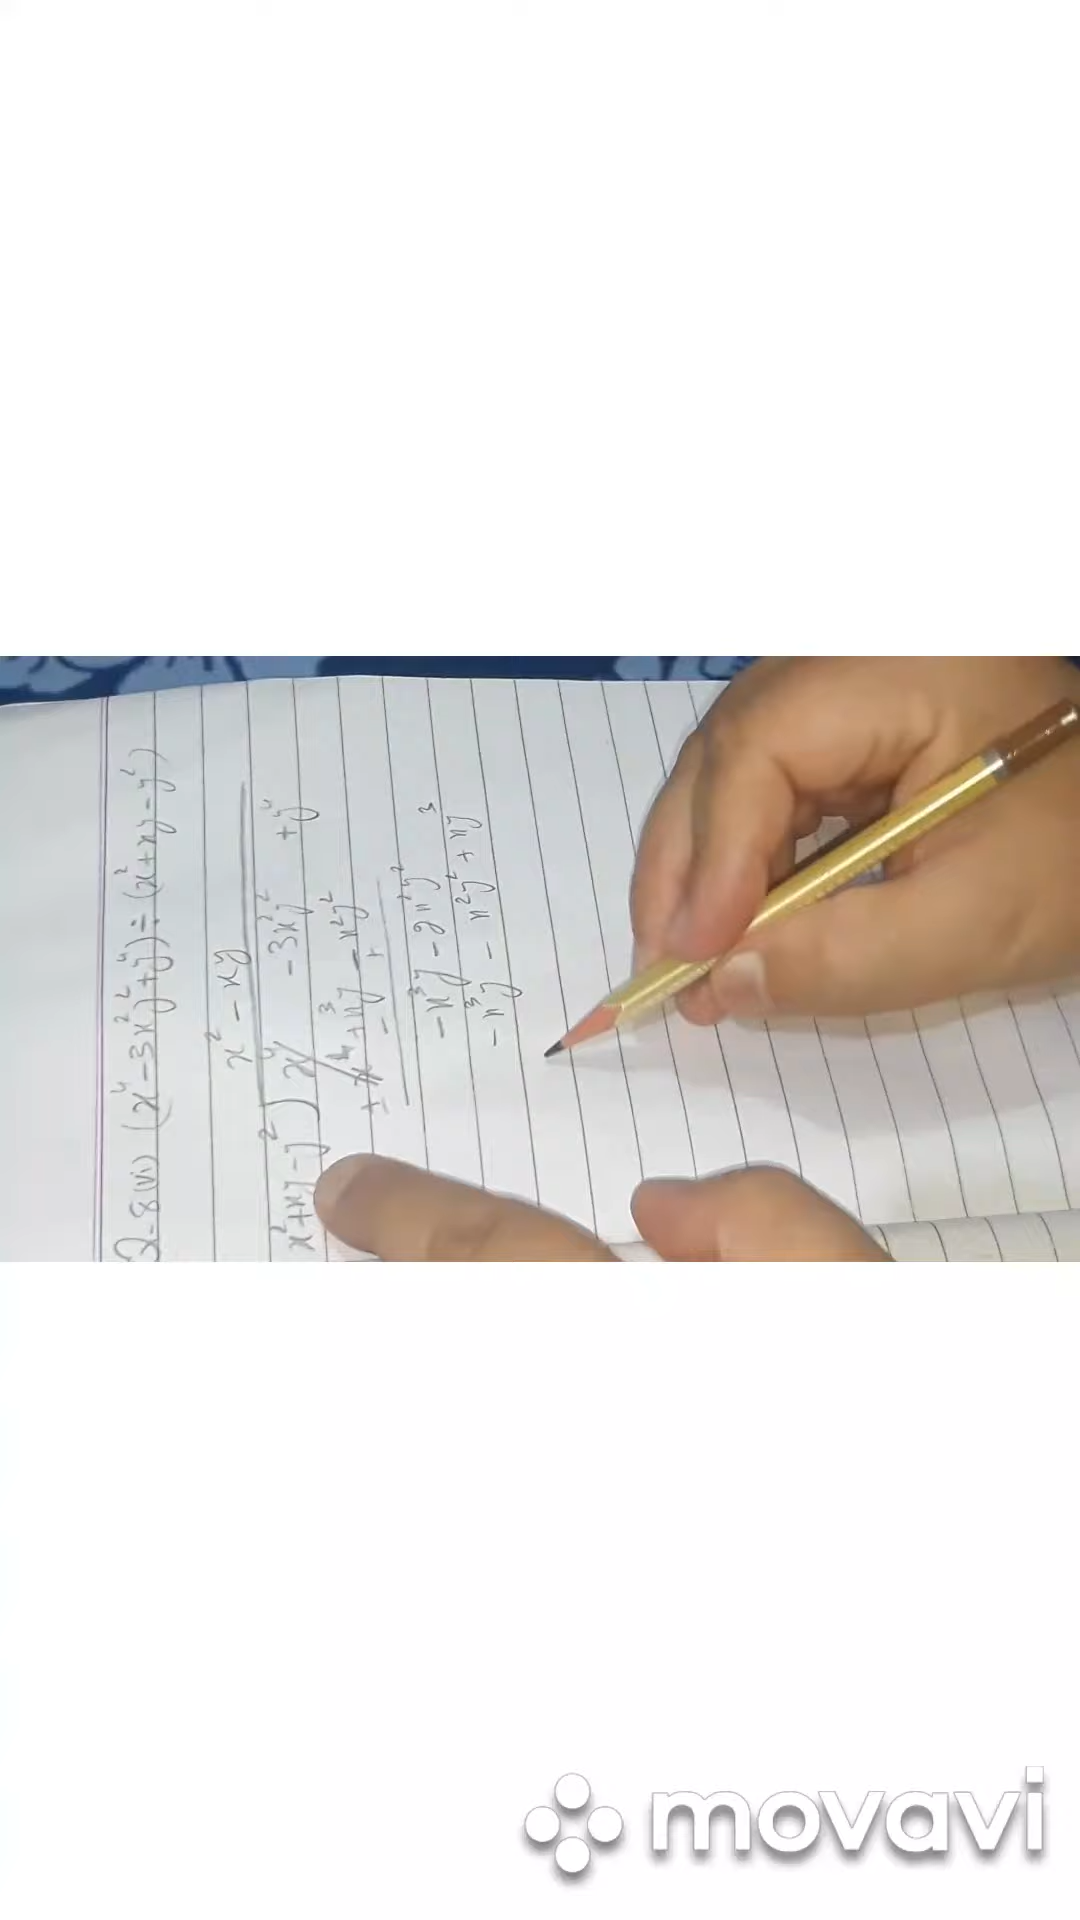 Q-8(vi) (x⁴-3x²y²+y⁴)÷(x²+xy-y²)
x² - xy
x²+xy-y² ) x⁴ -3x²y² +y⁴
± x⁴ + x³y - x²y²
- +
-x³y - 2x²y²
-x³y - x²y² + xy³
movavi